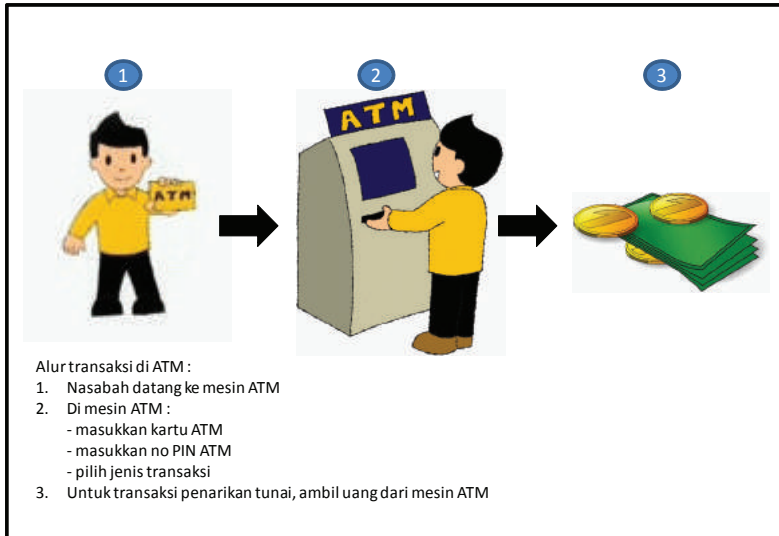 1
2
3
ATM
ATM
Alur transaksi di ATM :
1. Nasabah datang ke mesin ATM
2. Di mesin ATM :
- masukkan kartu ATM
- masukkan no PIN ATM
- pilih jenis transaksi
3. Untuk transaksi penarikan tunai, ambil uang dari mesin ATM